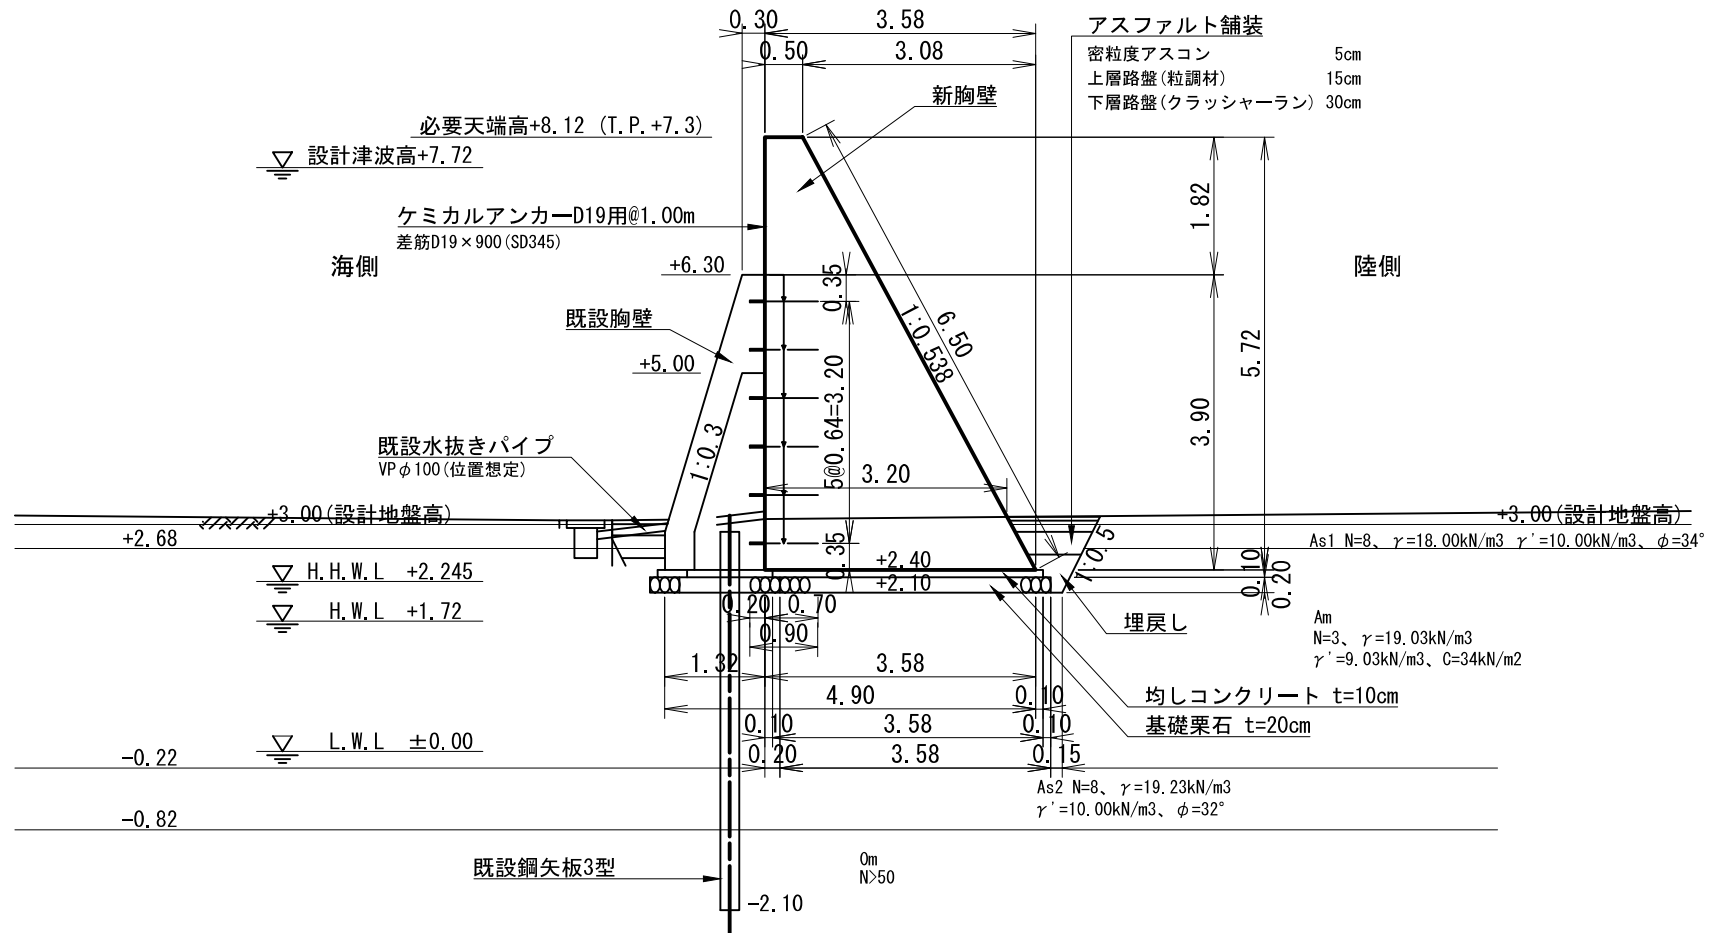 0.30
3.58
0.50
3.08
アスファルト舗装
密粒度アスコン 5cm
上層路盤(粒調材) 15cm
下層路盤(クラッシャーラン) 30cm
新胸壁
必要天端高+8.12 (T.P.+7.3)
設計津波高+7.72
ケミカルアンカーD19用@1.00m
差筋D19×900(SD345)
海側
陸側
+6.30
0.35
1.82
既設胸壁
6.50
1:0.538
5.72
+5.00
5@0.64=3.20
3.90
1:0.3
既設水抜きパイプ
VPφ100(位置想定)
3.20
+3.00(設計地盤高)
+3.00(設計地盤高)
+2.68
As1 N=8、γ=18.00kN/m3 γ'=10.00kN/m3、φ=34°
1:0.5
0.35
+2.40
+2.10
0.10
0.20
H.H.W.L +2.245
H.W.L +1.72
0.20
0.70
0.90
埋戻し
Am
N=3、γ=19.03kN/m3
γ'=9.03kN/m3、C=34kN/m2
1.32
3.58
4.90
0.10
均しコンクリート t=10cm
0.10
3.58
0.10
基礎栗石 t=20cm
L.W.L ±0.00
-0.22
0.20
3.58
0.15
As2 N=8、γ=19.23kN/m3
γ'=10.00kN/m3、φ=32°
-0.82
既設鋼矢板3型
Om
N>50
-2.10